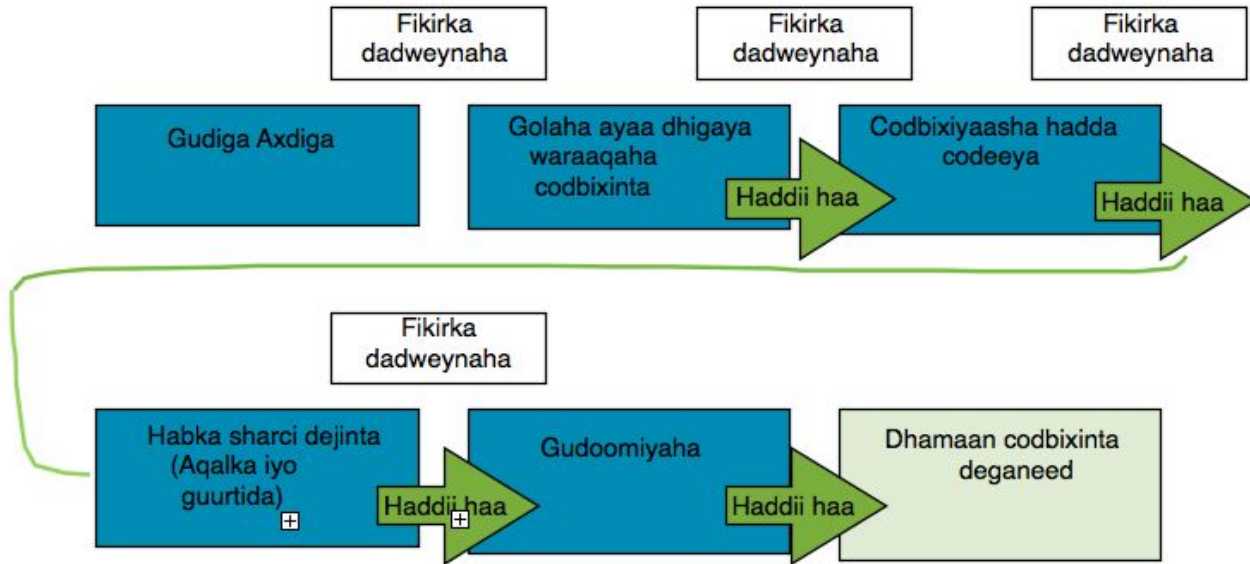 Fikirka
dadweynaha
Fikirka
dadweynaha
Fikirka
dadweynaha
Gudiga Axdiga
Golaha ayaa dhigaya
waraaqaha
codbixinta
Haddii haa
Codbixiyaasha hadda
codeeya
Haddii haa
Fikirka
dadweynaha
Habka sharci dejinta
(Aqalka iyo
guurtida)
Haddii haa
Gudoomiyaha
Haddii haa
Dhamaan codbixinta
deganeed